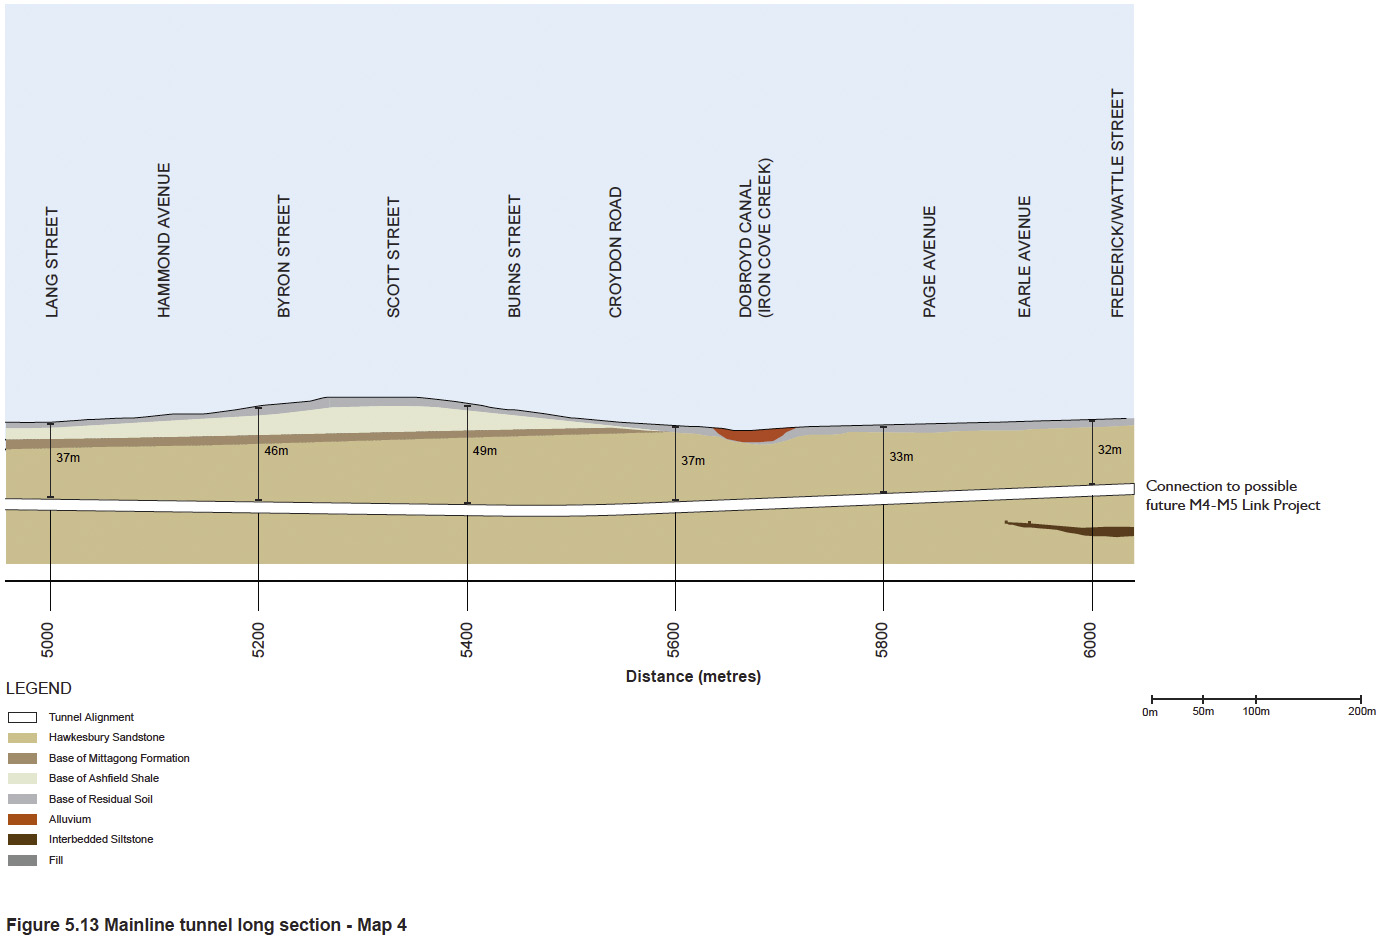 LANG STREET
HAMMOND AVENUE
BYRON STREET
SCOTT STREET
BURNS STREET
CROYDON ROAD
DOBROYD CANAL
(IRON COVE CREEK)
PAGE AVENUE
EARLE AVENUE
FREDERICK/WATTLE STREET
37m
46m
49m
37m
33m
32m
Connection to possible
future M4-M5 Link Project
5000
5200
5400
5600
5800
6000
Distance (metres)
0m
50m
100m
200m
LEGEND
Tunnel Alignment
Hawkesbury Sandstone
Base of Mittagong Formation
Base of Ashfield Shale
Base of Residual Soil
Alluvium
Interbedded Siltstone
Fill
Figure 5.13 Mainline tunnel long section - Map 4